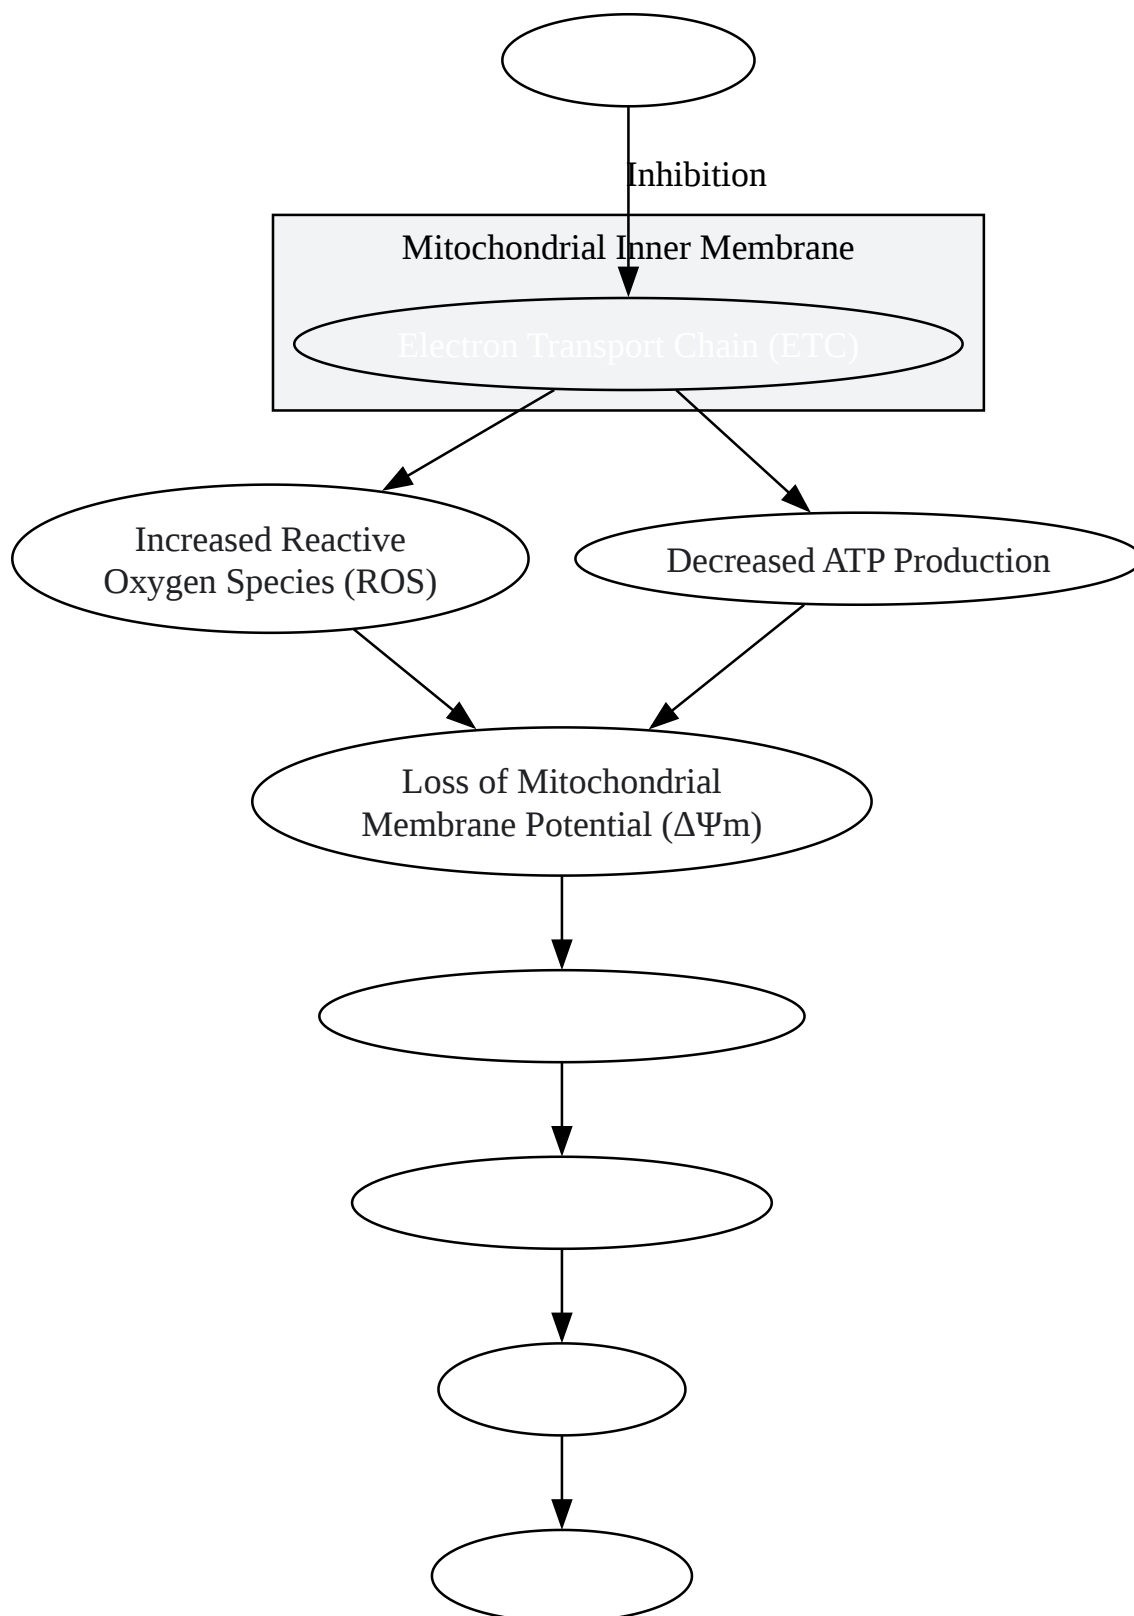 Inhibition
Mitochondrial Inner Membrane
Electron Transport Chain (ETC)
Increased Reactive
Oxygen Species (ROS)
Decreased ATP Production
Loss of Mitochondrial
Membrane Potential (ΔΨm)